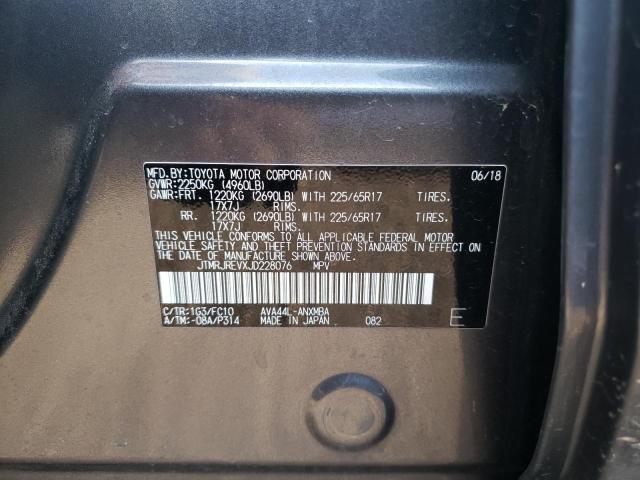 MFD.BY:TOYOTA MOTOR CORPORATION 06/18
GVWR:2250KG (4960LB)
GAWR:FRT. 1220KG (2690LB) WITH 225/65R17 TIRES.
17X7J RIMS.
RR. 1220KG (2690LB) WITH 225/65R17 TIRES.
17X7J RIMS.
THIS VEHICLE CONFORMS TO ALL APPLICABLE FEDERAL MOTOR
VEHICLE SAFETY AND THEFT PREVENTION STANDARDS IN EFFECT ON
THE DATE OF MANUFACTURE SHOWN ABOVE.
JTMRJREVXJD228076 MPV
C/TR:1G3/FC10 AVA44L-ANXMBA
A/TM:-08A/P314 MADE IN JAPAN 082 E